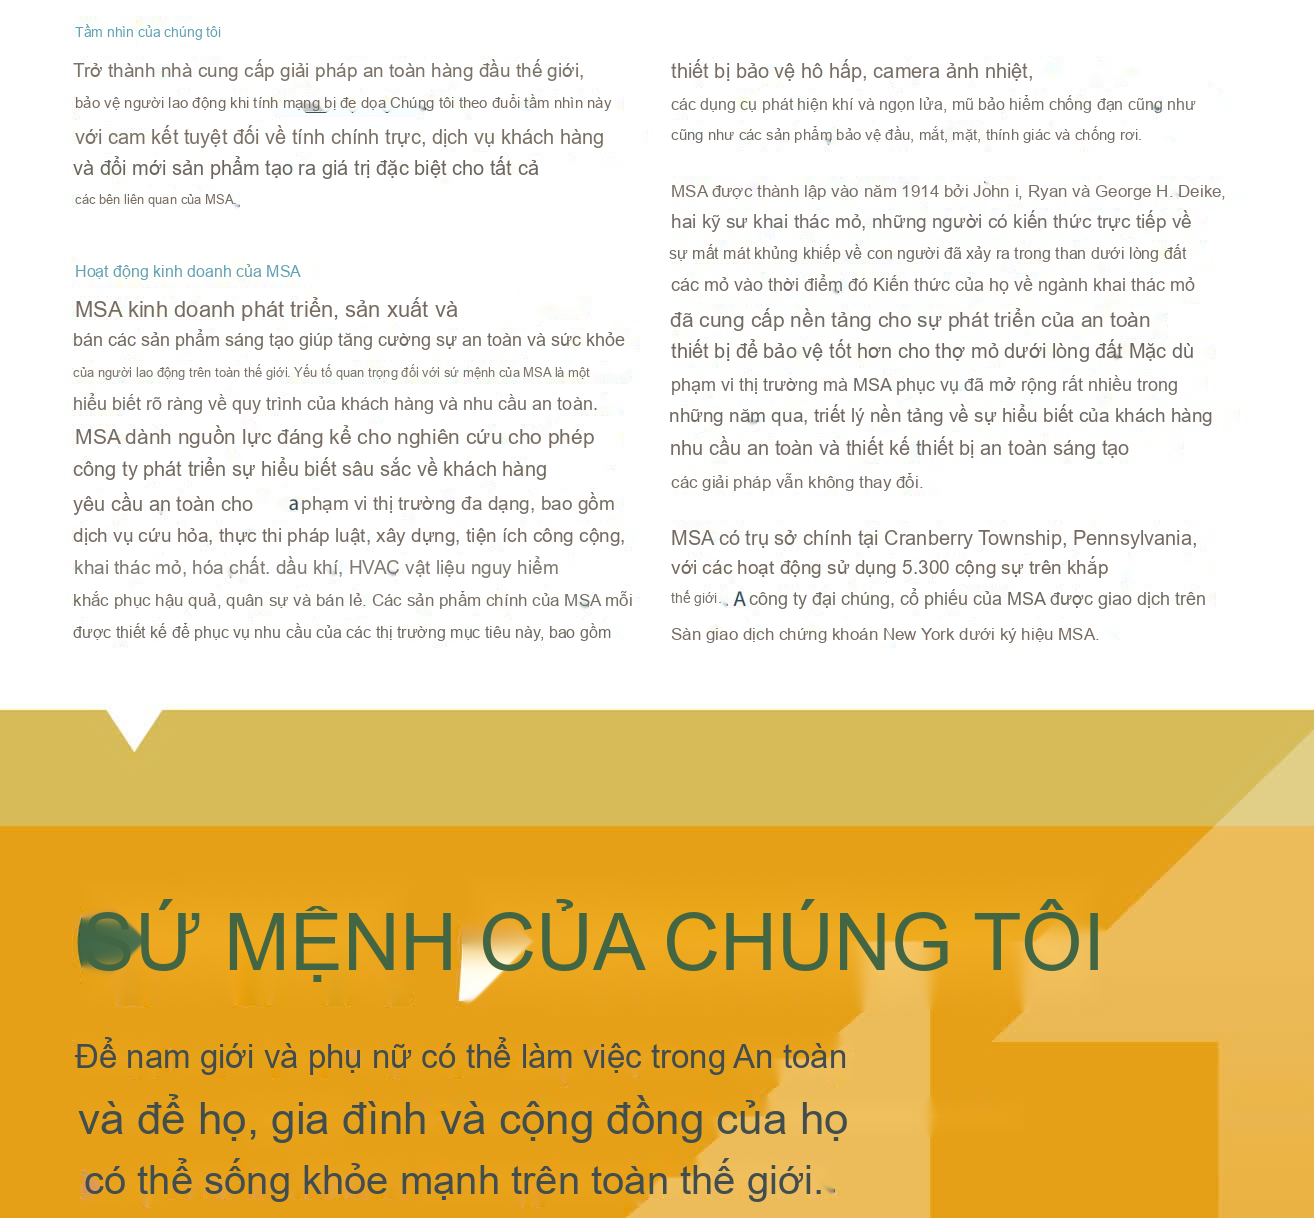 Tầm nhìn của chúng tôi
Trở thành nhà cung cấp giải pháp an toàn hàng đầu thế giới,
bảo vệ người lao động khi tính mạng bị đe dọa Chúng tôi theo đuổi tầm nhìn này
với cam kết tuyệt đối về tính chính trực, dịch vụ khách hàng
và đổi mới sản phẩm tạo ra giá trị đặc biệt cho tất cả
các bên liên quan của MSA.
Hoạt động kinh doanh của MSA
MSA kinh doanh phát triển, sản xuất và
bán các sản phẩm sáng tạo giúp tăng cường sự an toàn và sức khỏe
của người lao động trên toàn thế giới. Yếu tố quan trọng đối với sứ mệnh của MSA là một
hiểu biết rõ ràng về quy trình của khách hàng và nhu cầu an toàn.
MSA dành nguồn lực đáng kể cho nghiên cứu cho phép
công ty phát triển sự hiểu biết sâu sắc về khách hàng
yêu cầu an toàn cho a phạm vi thị trường đa dạng, bao gồm
dịch vụ cứu hỏa, thực thi pháp luật, xây dựng, tiện ích công cộng,
khai thác mỏ, hóa chất. dầu khí, HVAC vật liệu nguy hiểm
khắc phục hậu quả, quân sự và bán lẻ. Các sản phẩm chính của MSA mỗi
được thiết kế để phục vụ nhu cầu của các thị trường mục tiêu này, bao gồm
thiết bị bảo vệ hô hấp, camera ảnh nhiệt,
các dụng cụ phát hiện khí và ngọn lửa, mũ bảo hiểm chống đạn cũng như
cũng như các sản phẩm bảo vệ đầu, mắt, mặt, thính giác và chống rơi.
MSA được thành lập vào năm 1914 bởi John i, Ryan và George H. Deike,
hai kỹ sư khai thác mỏ, những người có kiến thức trực tiếp về
sự mất mát khủng khiếp về con người đã xảy ra trong than dưới lòng đất
các mỏ vào thời điểm đó Kiến thức của họ về ngành khai thác mỏ
đã cung cấp nền tảng cho sự phát triển của an toàn
thiết bị để bảo vệ tốt hơn cho thợ mỏ dưới lòng đất Mặc dù
phạm vi thị trường mà MSA phục vụ đã mở rộng rất nhiều trong
những năm qua, triết lý nền tảng về sự hiểu biết của khách hàng
nhu cầu an toàn và thiết kế thiết bị an toàn sáng tạo
các giải pháp vẫn không thay đổi.
MSA có trụ sở chính tại Cranberry Township, Pennsylvania,
với các hoạt động sử dụng 5.300 cộng sự trên khắp
thế giới. A công ty đại chúng, cổ phiếu của MSA được giao dịch trên
Sàn giao dịch chứng khoán New York dưới ký hiệu MSA.
SỨ MỆNH CỦA CHÚNG TÔI
Để nam giới và phụ nữ có thể làm việc trong An toàn
và để họ, gia đình và cộng đồng của họ
có thể sống khỏe mạnh trên toàn thế giới.